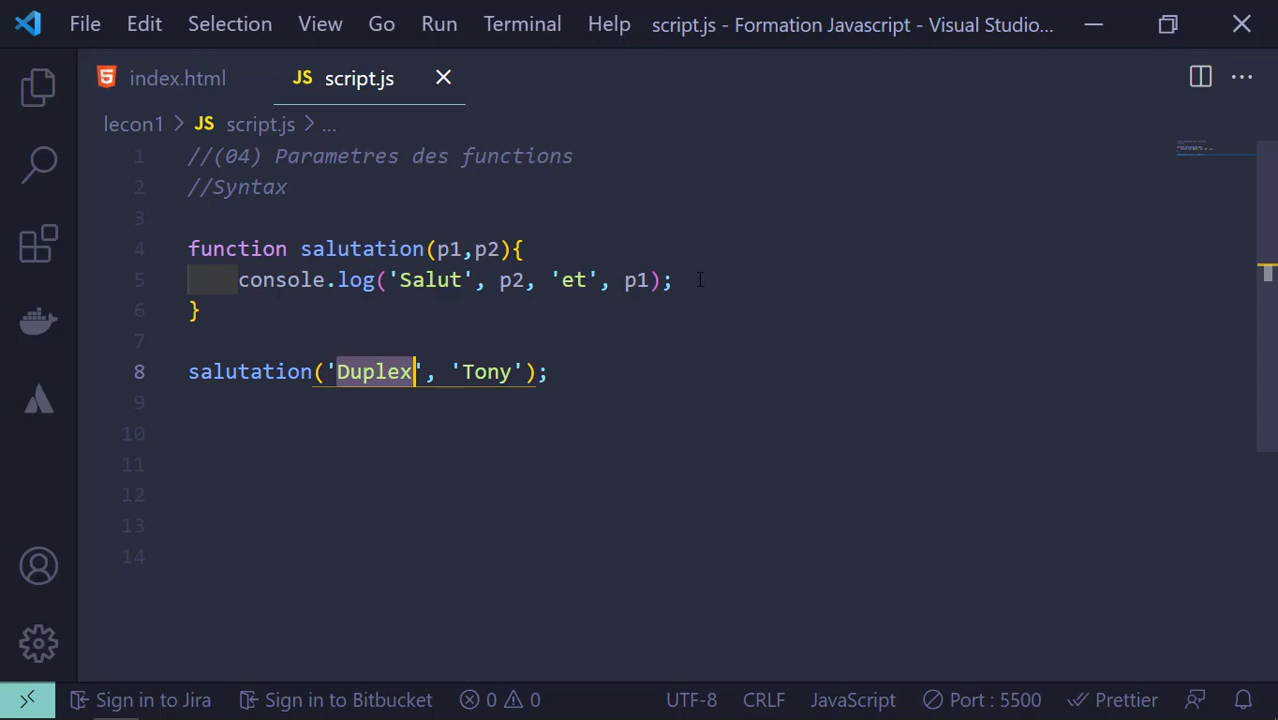 File Edit Selection View Go Run Terminal Help script.js - Formation Javascript - Visual Studio...
index.html JS script.js
lecon1 > JS script.js > ...
1 //(04) Parametres des functions
2 //Syntax
3
4 function salutation(p1,p2){
5 console.log('Salut', p2, 'et', p1);
6 }
7
8 salutation('Duplex', 'Tony');
9
10
11
12
13
14
Sign in to Jira Sign in to Bitbucket 0 0 UTF-8 CRLF JavaScript Port : 5500 Prettier